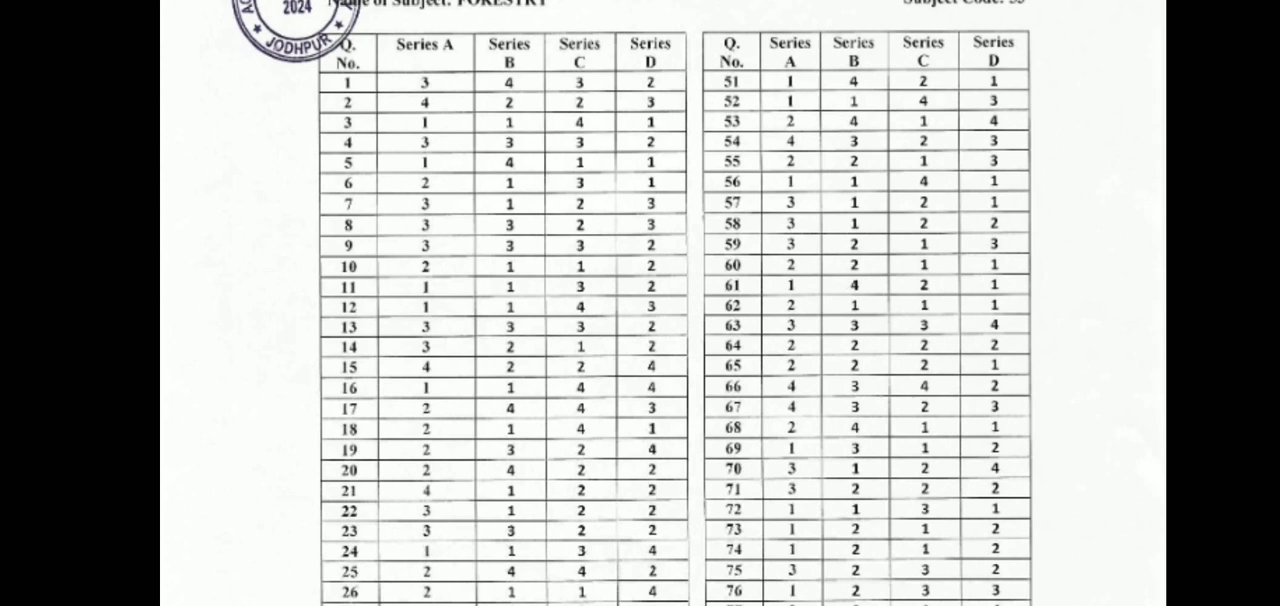 2024
JODHPUR
Name of Subject: FORESTRY Subject Code: 55
Q. No. Series A Series B Series C Series D Q. No. Series A Series B Series C Series D
1 3 4 3 2 51 1 4 2 1
2 4 2 2 3 52 1 1 4 3
3 1 1 4 1 53 2 4 1 4
4 3 3 3 2 54 4 3 2 3
5 1 4 1 1 55 2 2 1 3
6 2 1 3 1 56 1 1 4 1
7 3 1 2 3 57 3 1 2 1
8 3 3 2 3 58 3 1 2 2
9 3 3 3 2 59 3 2 1 3
10 2 1 1 2 60 2 2 1 1
11 1 1 3 2 61 1 4 2 1
12 1 1 4 3 62 2 1 1 1
13 3 3 3 2 63 3 3 3 4
14 3 2 1 2 64 2 2 2 2
15 4 2 2 4 65 2 2 2 1
16 1 1 4 4 66 4 3 4 2
17 2 4 4 3 67 4 3 2 3
18 2 1 4 1 68 2 4 1 1
19 2 3 2 4 69 1 3 1 2
20 2 4 2 2 70 3 1 2 4
21 4 1 2 2 71 3 2 2 2
22 3 1 2 2 72 1 1 3 1
23 3 3 2 2 73 1 2 1 2
24 1 1 3 4 74 1 2 1 2
25 2 4 4 2 75 3 2 3 2
26 2 1 1 4 76 1 2 3 3